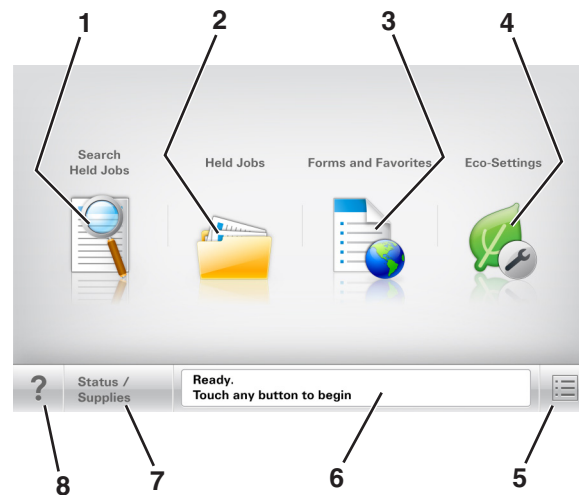 1 2 3 4
Search
Held Jobs
Held Jobs
Forms and Favorites
Eco-Settings
?
Status /
Supplies
Ready.
Touch any button to begin
8 7 6 5